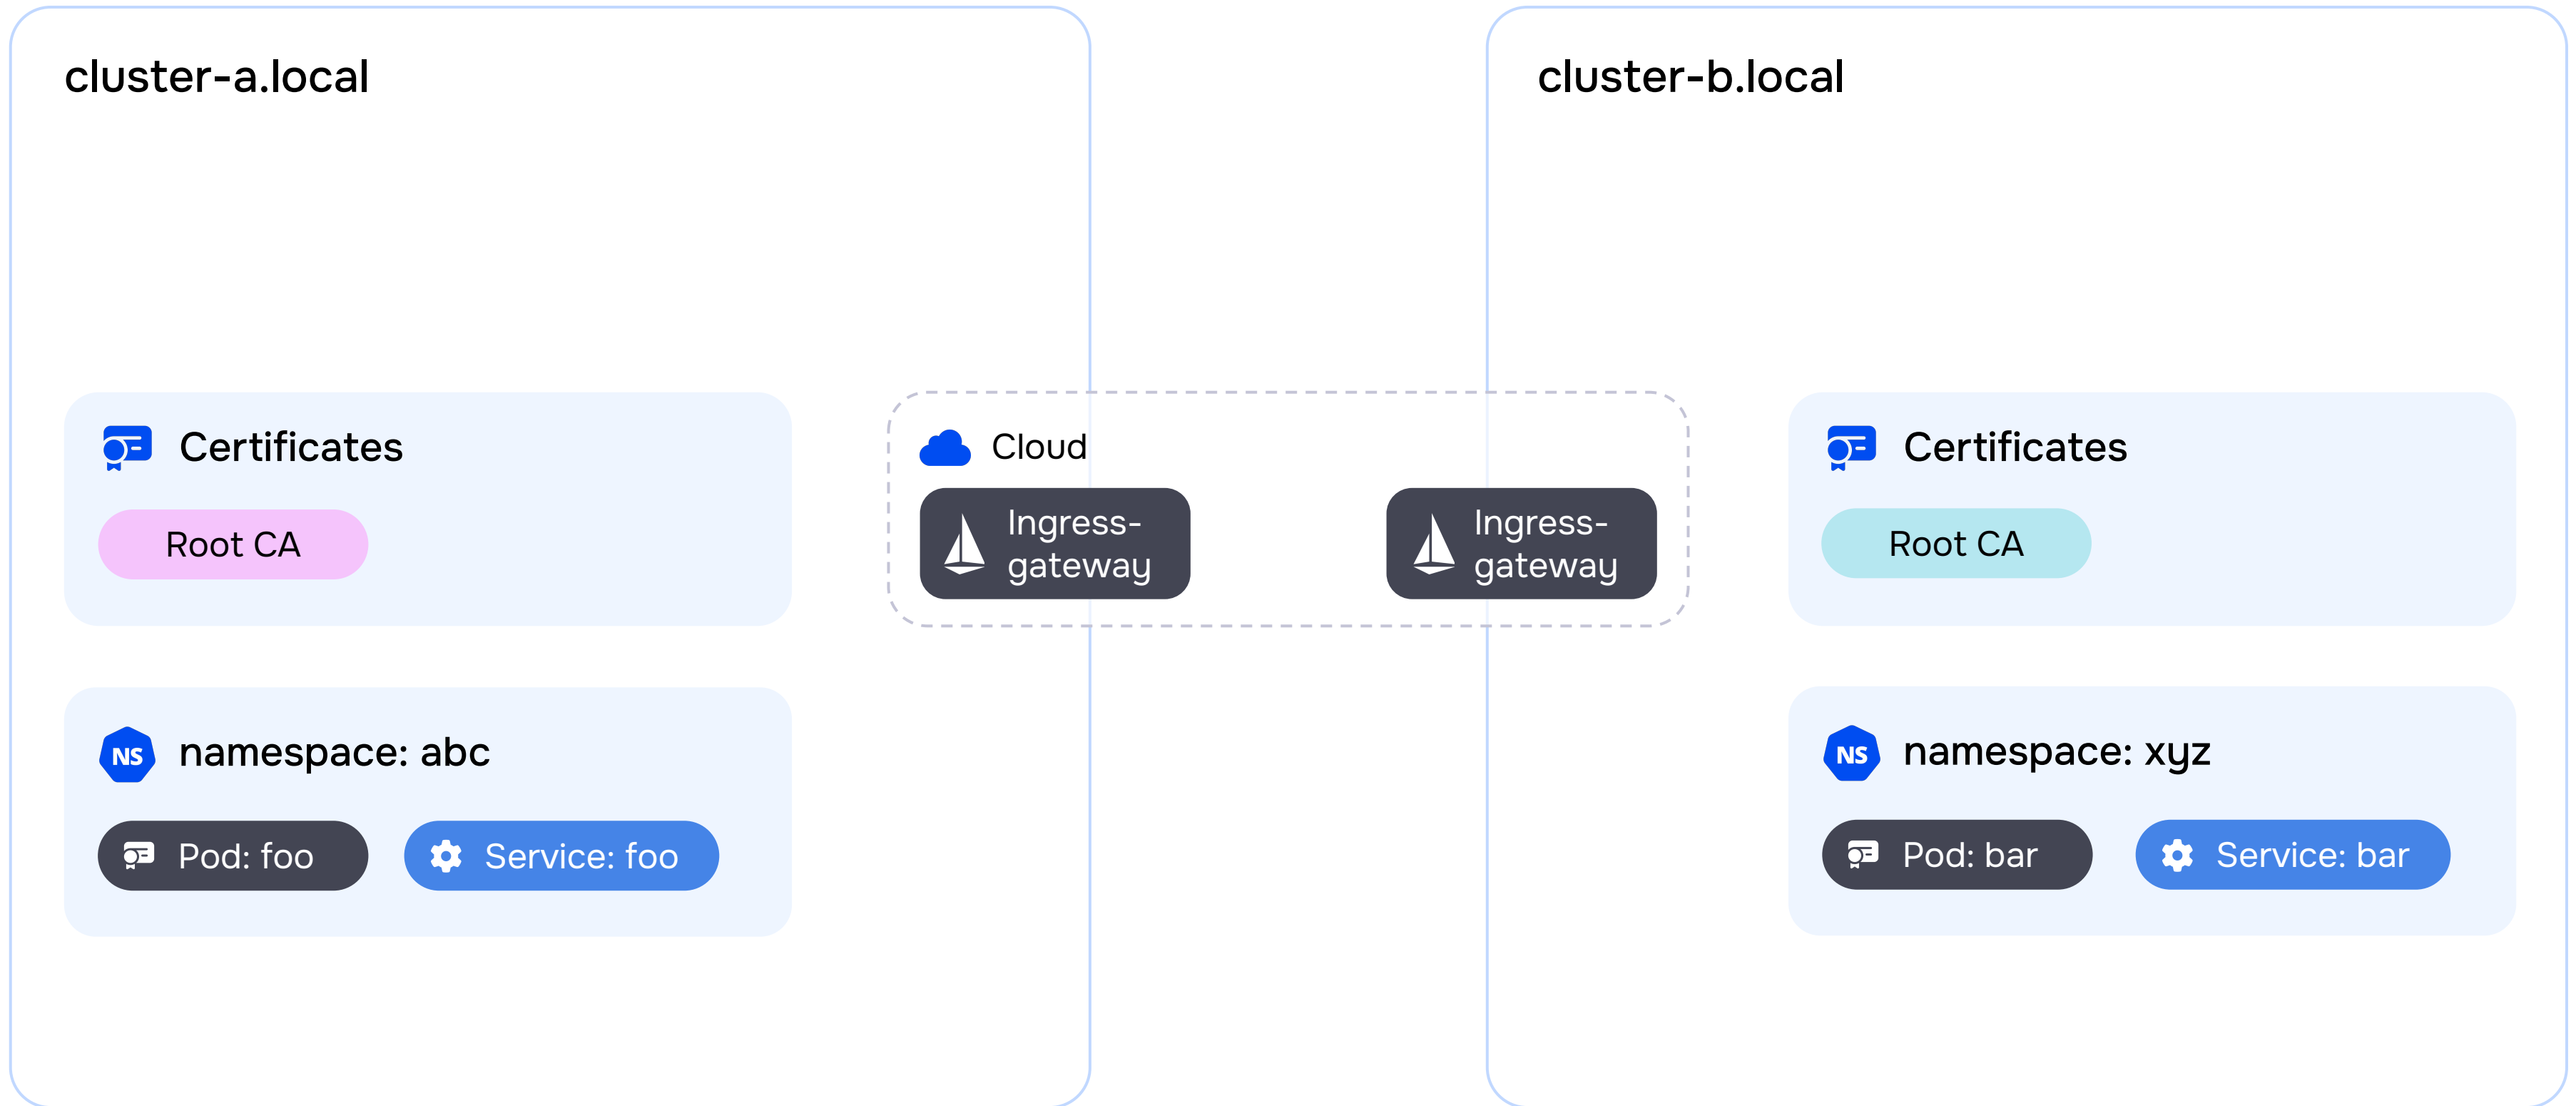 cluster-a.local
Certificates
Root CA
NS
namespace: abc
Pod: foo
Service: foo
Cloud
Ingress-
gateway
Ingress-
gateway
cluster-b.local
Certificates
Root CA
NS
namespace: xyz
Pod: bar
Service: bar